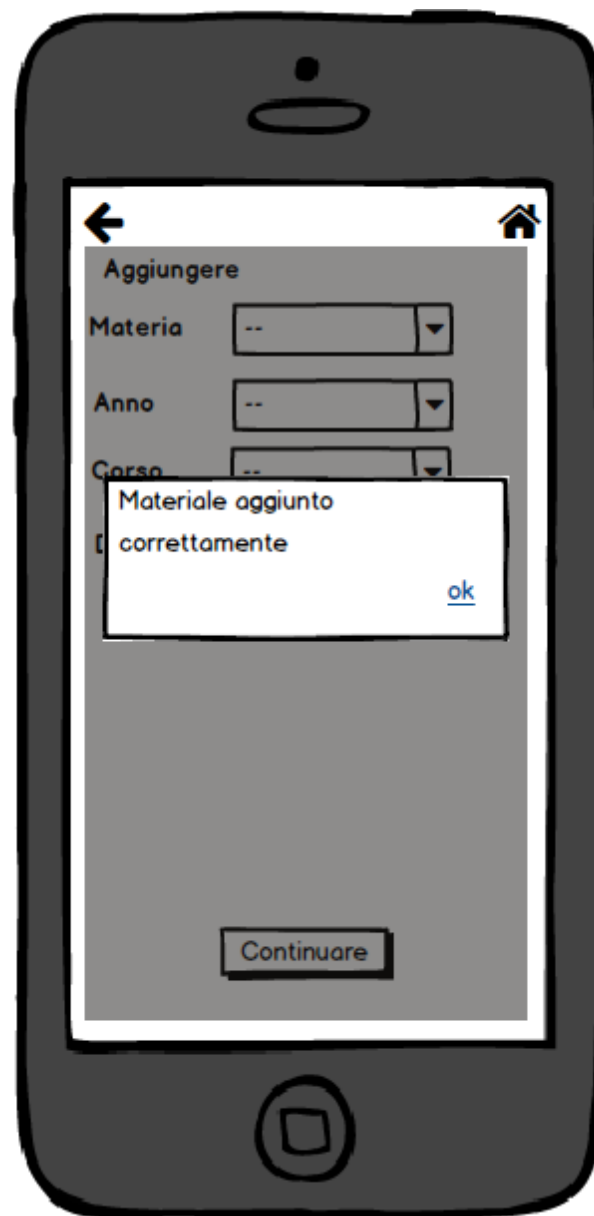 Aggiungere
Materia --
Anno --
Corso --
Materiale aggiunto
correttamente
ok
Continuare